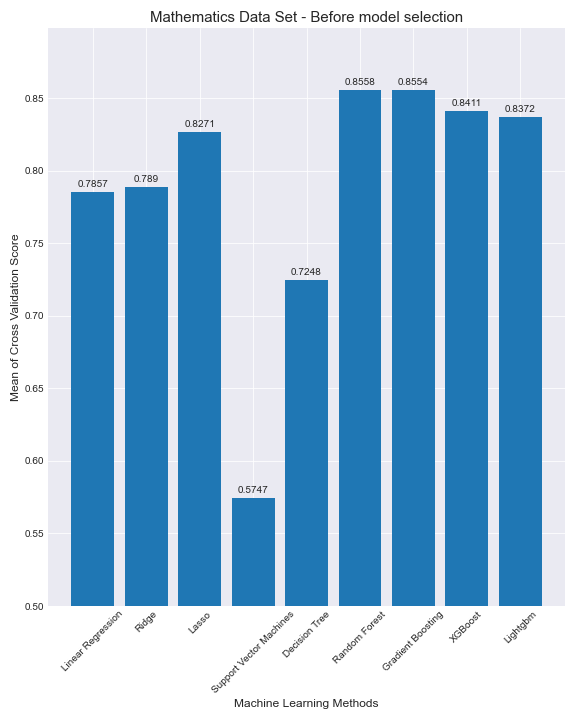 Mathematics Data Set - Before model selection
0.8558
0.8554
0.8411
0.8372
0.8271
0.789
0.7857
0.7248
0.5747
0.85
0.80
0.75
0.70
0.65
0.60
0.55
0.50
Mean of Cross Validation Score
Linear Regression
Ridge
Lasso
Support Vector Machines
Decision Tree
Random Forest
Gradient Boosting
XGBoost
Lightgbm
Machine Learning Methods